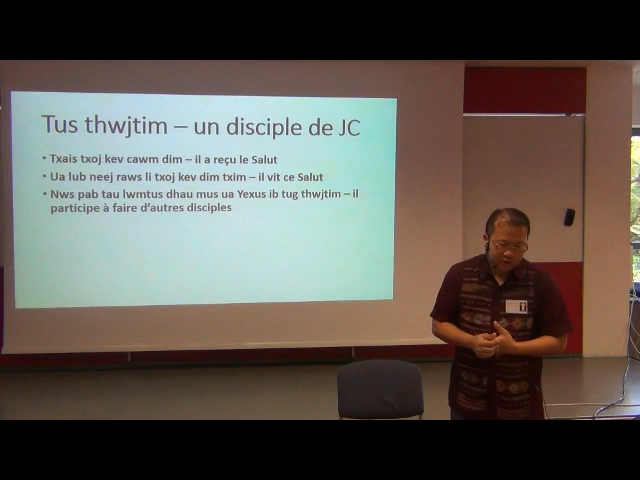 Tus thwjtim – un disciple de JC
• Txais txoj kev cawm dim – il a reçu le Salut
• Ua lub neej raws li txoj kev dim txim – il vit ce Salut
• Nws pab tau lwmtus dhau mus ua Yexus ib tug thwjtim – il
participe à faire d'autres disciples